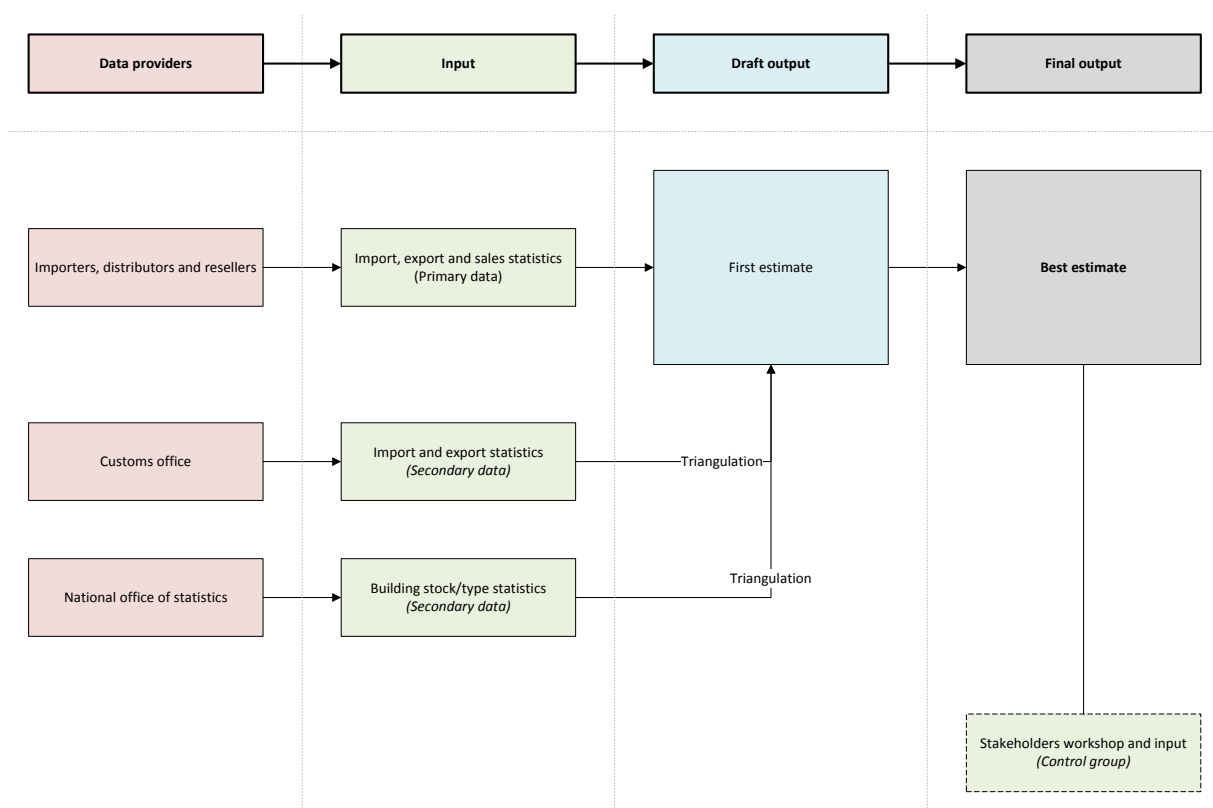 Data providers
Input
Draft output
Final output
Importers, distributors and resellers
Import, export and sales statistics
(Primary data)
First estimate
Best estimate
Customs office
Import and export statistics
(Secondary data)
Triangulation
National office of statistics
Building stock/type statistics
(Secondary data)
Triangulation
Stakeholders workshop and input
(Control group)